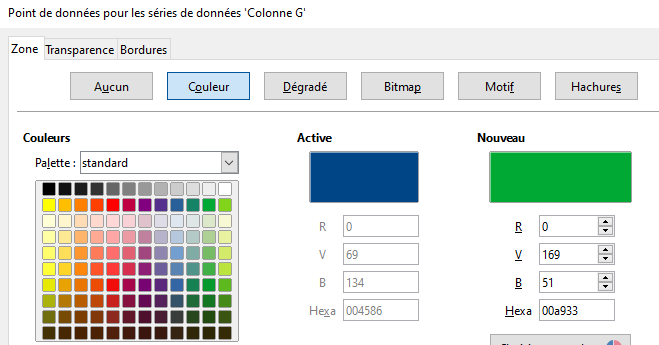 Point de données pour les séries de données 'Colonne G'
Zone Transparence Bordures
Aucun Couleur Dégradé Bitmap Motif Hachures
Couleurs
Palette : standard
Active
R 0
V 69
B 134
Hexa 004586
Nouveau
R 0
V 169
B 51
Hexa 00a933